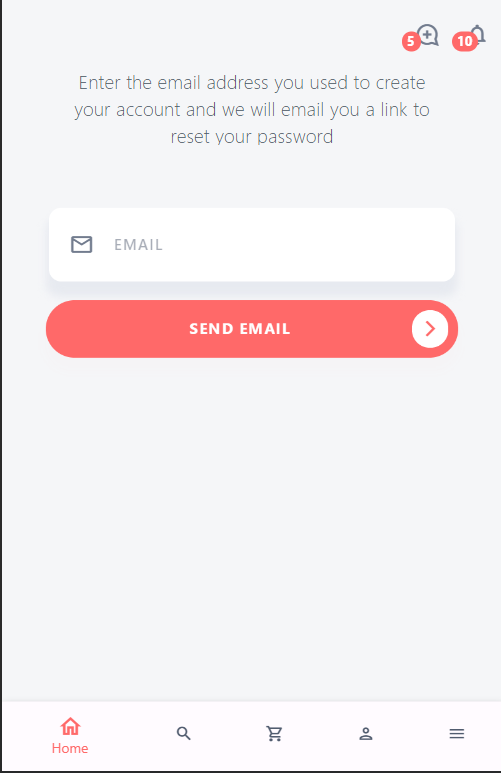 5
10
Enter the email address you used to create
your account and we will email you a link to
reset your password
EMAIL
SEND EMAIL
Home